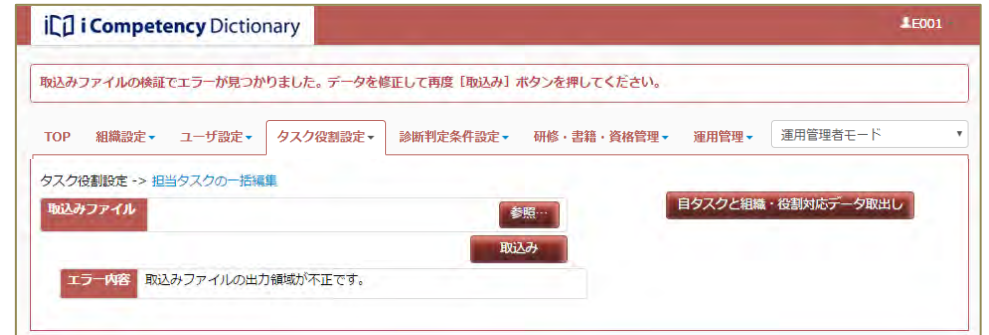 i Competency Dictionary
E001
取込みファイルの検証でエラーが見つかりました。データを修正して再度［取込み］ボタンを押してください。
TOP 組織設定 ユーザ設定 タスク役割設定 診断判定条件設定 研修・書籍・資格管理 運用管理 運用管理者モード
タスク役割設定 -> 担当タスクの一括編集
取込みファイル 参照… 自タスクと組織・役割対応データ取出し
取込み
エラー内容 取込みファイルの出力領域が不正です。